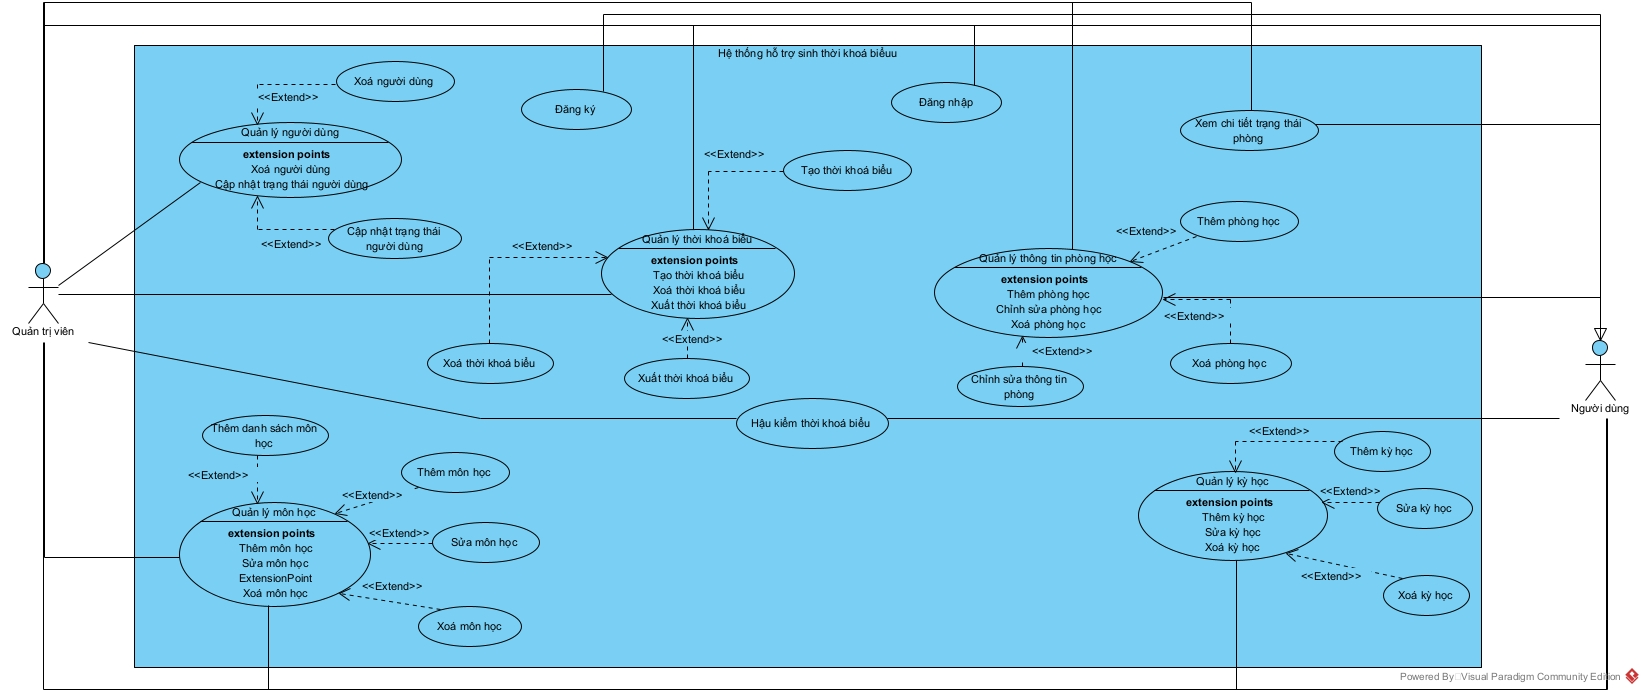 Hệ thống hỗ trợ sinh thời khoá biểuu
Xoá người dùng
<<Extend>>
Quản lý người dùng
extension points
Xoá người dùng
Cập nhật trạng thái người dùng
<<Extend>>
Cập nhật trạng thái
người dùng
Đăng ký
Đăng nhập
Xem chi tiết trạng thái
phòng
<<Extend>>
Tạo thời khoá biểu
<<Extend>>
Quản lý thời khoá biểu
extension points
Tạo thời khoá biểu
Xoá thời khoá biểu
Xuất thời khoá biểu
<<Extend>>
Xoá thời khoá biểu
Xuất thời khoá biểu
Thêm phòng học
<<Extend>>
Quản lý thông tin phòng học
extension points
Thêm phòng học
Chỉnh sửa phòng học
Xoá phòng học
<<Extend>>
<<Extend>>
Chỉnh sửa thông tin
phòng
Xoá phòng học
Quản trị viên
Người dùng
Hậu kiểm thời khoá biểu
Thêm danh sách môn
học
<<Extend>>
Thêm môn học
<<Extend>>
Quản lý môn học
extension points
Thêm môn học
Sửa môn học
ExtensionPoint
Xoá môn học
<<Extend>>
Sửa môn học
<<Extend>>
Xoá môn học
<<Extend>>
Thêm kỳ học
Quản lý kỳ học
extension points
Thêm kỳ học
Sửa kỳ học
Xoá kỳ học
<<Extend>>
Sửa kỳ học
<<Extend>>
Xoá kỳ học
Powered By Visual Paradigm Community Edition